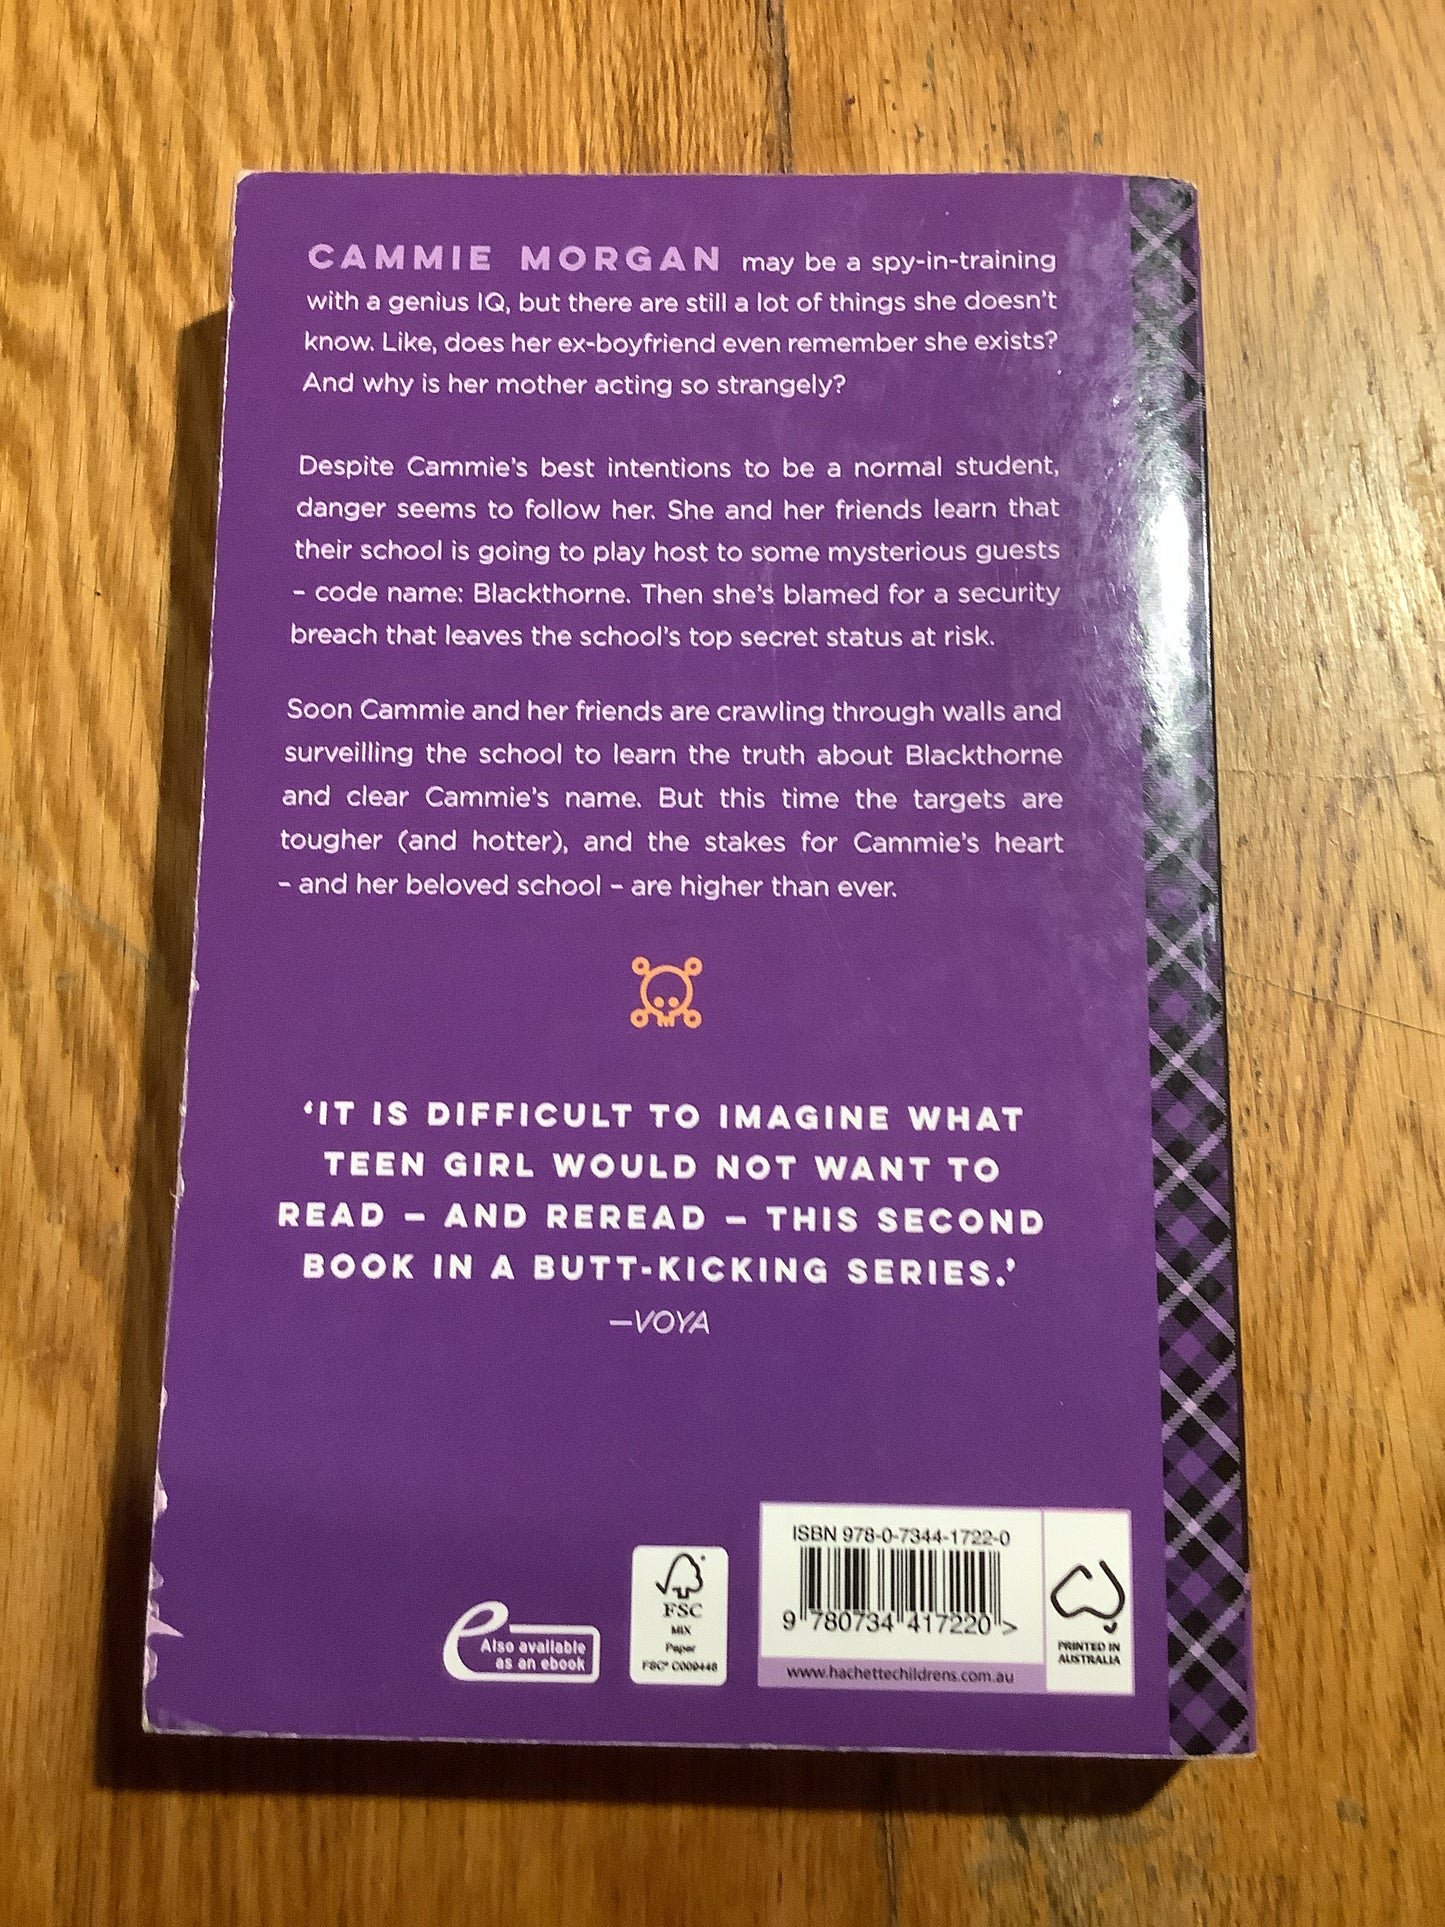 CAMMIE MORGAN may be a spy-in-training
with a genius IQ, but there are still a lot of things she doesn't
know. Like, does her ex-boyfriend even remember she exists?
And why is her mother acting so strangely?
Despite Cammie's best intentions to be a normal student,
danger seems to follow her. She and her friends learn that
their school is going to play host to some mysterious guests
– code name: Blackthorne. Then she's blamed for a security
breach that leaves the school's top secret status at risk.
Soon Cammie and her friends are crawling through walls and
surveilling the school to learn the truth about Blackthorne
and clear Cammie's name. But this time the targets are
tougher (and hotter), and the stakes for Cammie's heart
– and her beloved school – are higher than ever.
'IT IS DIFFICULT TO IMAGINE WHAT
TEEN GIRL WOULD NOT WANT TO
READ – AND REREAD – THIS SECOND
BOOK IN A BUTT-KICKING SERIES.'
—VOYA
e
Also available
as an ebook
FSC
MIX
Paper
FSC® C009448
ISBN 978-0-7344-1722-0
9 780734 417220 >
www.hachettechildrens.com.au
PRINTED IN
AUSTRALIA